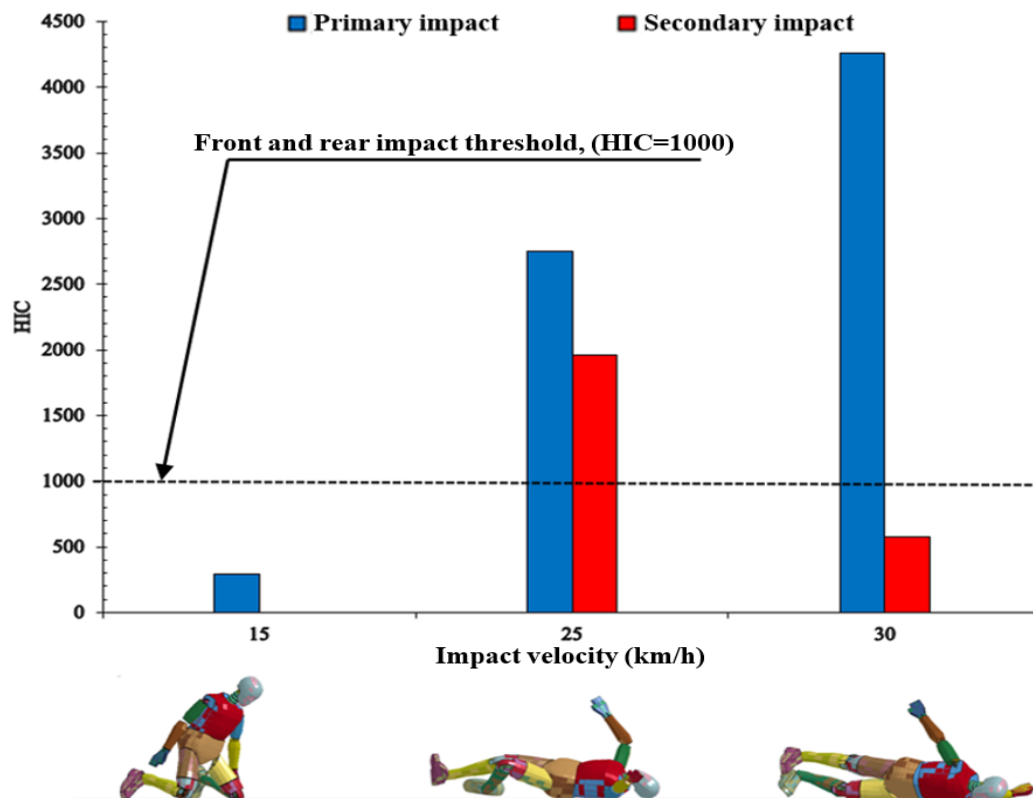 4500
Primary impact
Secondary impact
4000
Front and rear impact threshold, (HIC=1000)
3500
3000
2500
HIC
2000
1500
1000
500
0
15
25
30
Impact velocity (km/h)